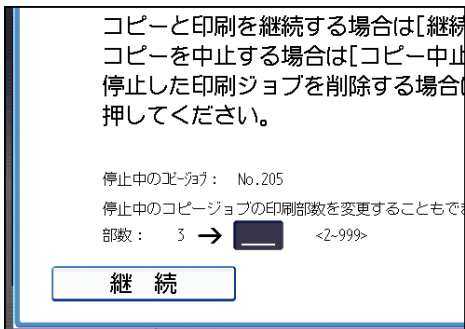 コピーと印刷を継続する場合は[継続
コピーを中止する場合は[コピー中止
停止した印刷ジョブを削除する場合
押してください。
停止中のｺﾋﾟｰｼﾞｮﾌﾞ： No.205
停止中のコピージョブの印刷部数を変更することもで
部数： 3 → __ <2~999>
継 続